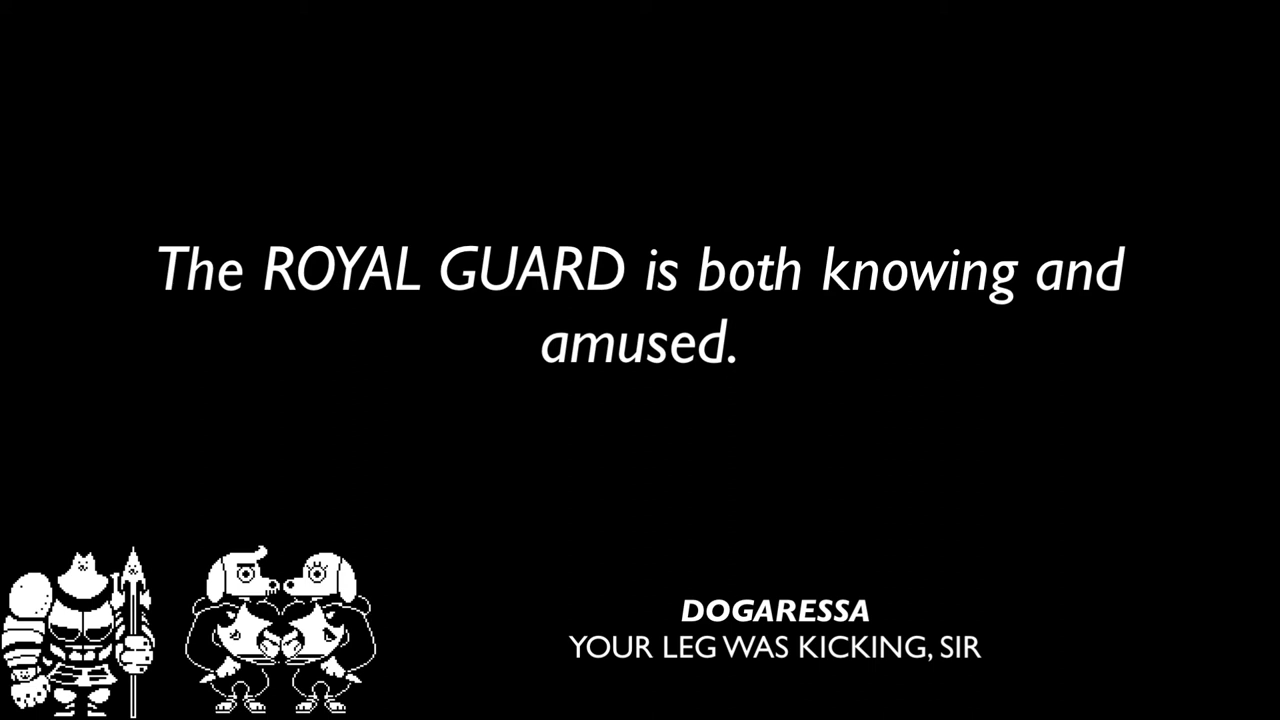 The ROYAL GUARD is both knowing and
amused.
DOGARESSA
YOUR LEG WAS KICKING, SIR